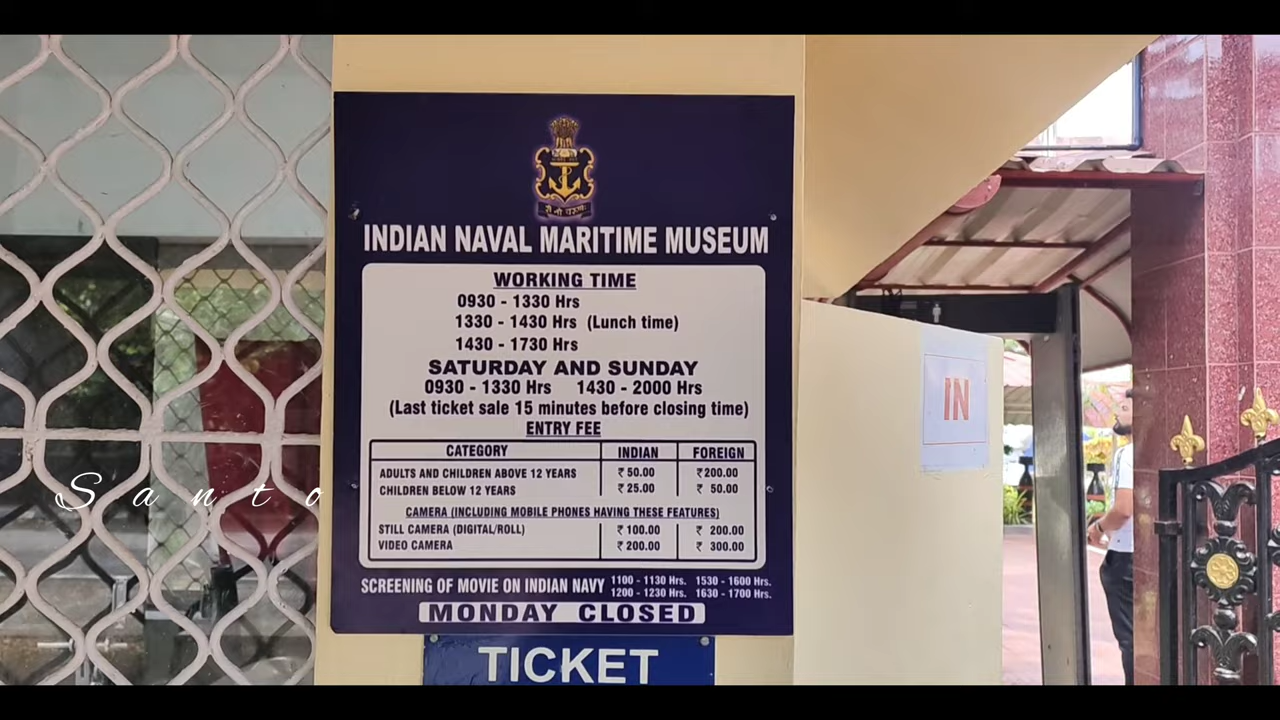 शं नो वरुणः
INDIAN NAVAL MARITIME MUSEUM
WORKING TIME
0930 - 1330 Hrs
1330 - 1430 Hrs (Lunch time)
1430 - 1730 Hrs
SATURDAY AND SUNDAY
0930 - 1330 Hrs 1430 - 2000 Hrs
(Last ticket sale 15 minutes before closing time)
ENTRY FEE
CATEGORY INDIAN FOREIGN
ADULTS AND CHILDREN ABOVE 12 YEARS ₹ 50.00 ₹ 200.00
CHILDREN BELOW 12 YEARS ₹ 25.00 ₹ 50.00
CAMERA (INCLUDING MOBILE PHONES HAVING THESE FEATURES)
STILL CAMERA (DIGITAL/ROLL) ₹ 100.00 ₹ 200.00
VIDEO CAMERA ₹ 200.00 ₹ 300.00
SCREENING OF MOVIE ON INDIAN NAVY 1100 - 1130 Hrs. 1530 - 1600 Hrs.
1200 - 1230 Hrs. 1630 - 1700 Hrs.
MONDAY CLOSED
TICKET
IN
Santo